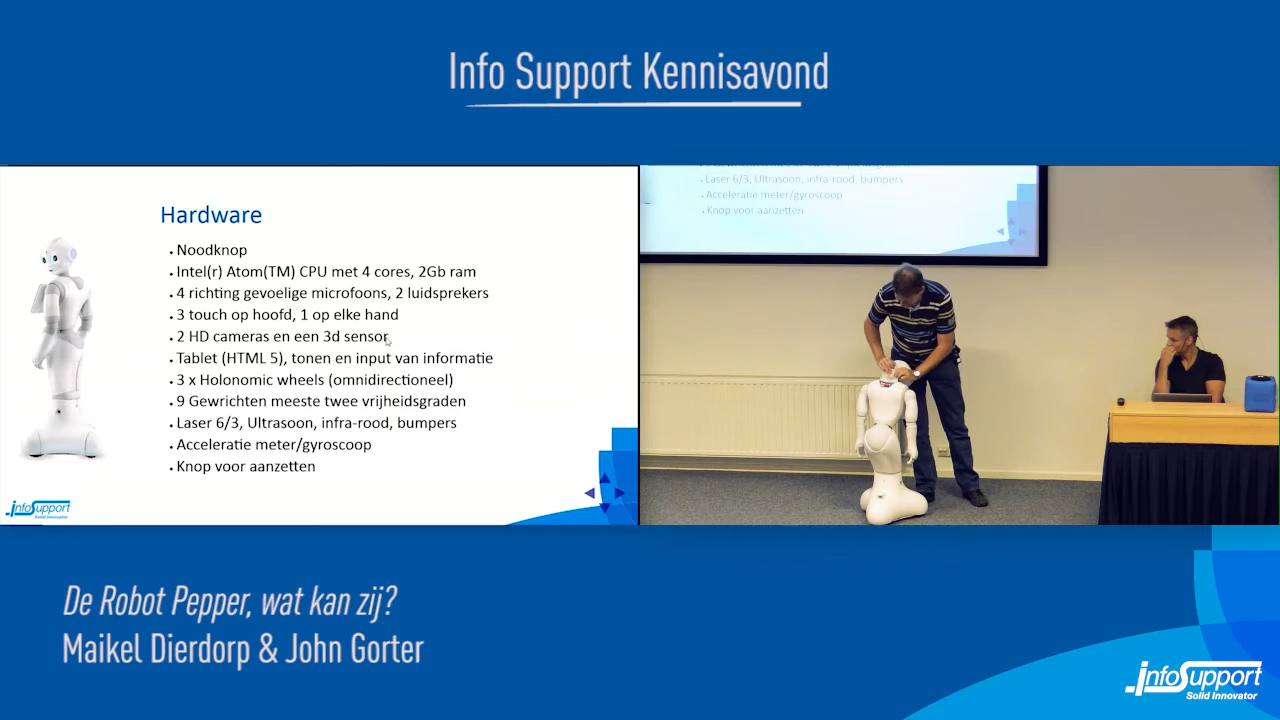 Info Support Kennisavond
Hardware
Noodknop
Intel(r) Atom(TM) CPU met 4 cores, 2Gb ram
4 richting gevoelige microfoons, 2 luidsprekers
3 touch op hoofd, 1 op elke hand
2 HD cameras en een 3d sensor
Tablet (HTML 5), tonen en input van informatie
3 x Holonomic wheels (omnidirectioneel)
9 Gewrichten meeste twee vrijheidsgraden
Laser 6/3, Ultrasoon, infra-rood, bumpers
Acceleratie meter/gyroscoop
Knop voor aanzetten
infoSupport
Solid Innovator
Laser 6/3, Ultrasoon, infra-rood, bumpers
Acceleratie meter/gyroscoop
Knop voor aanzetten
De Robot Pepper, wat kan zij?
Maikel Dierdorp & John Gorter
infoSupport
Solid Innovator